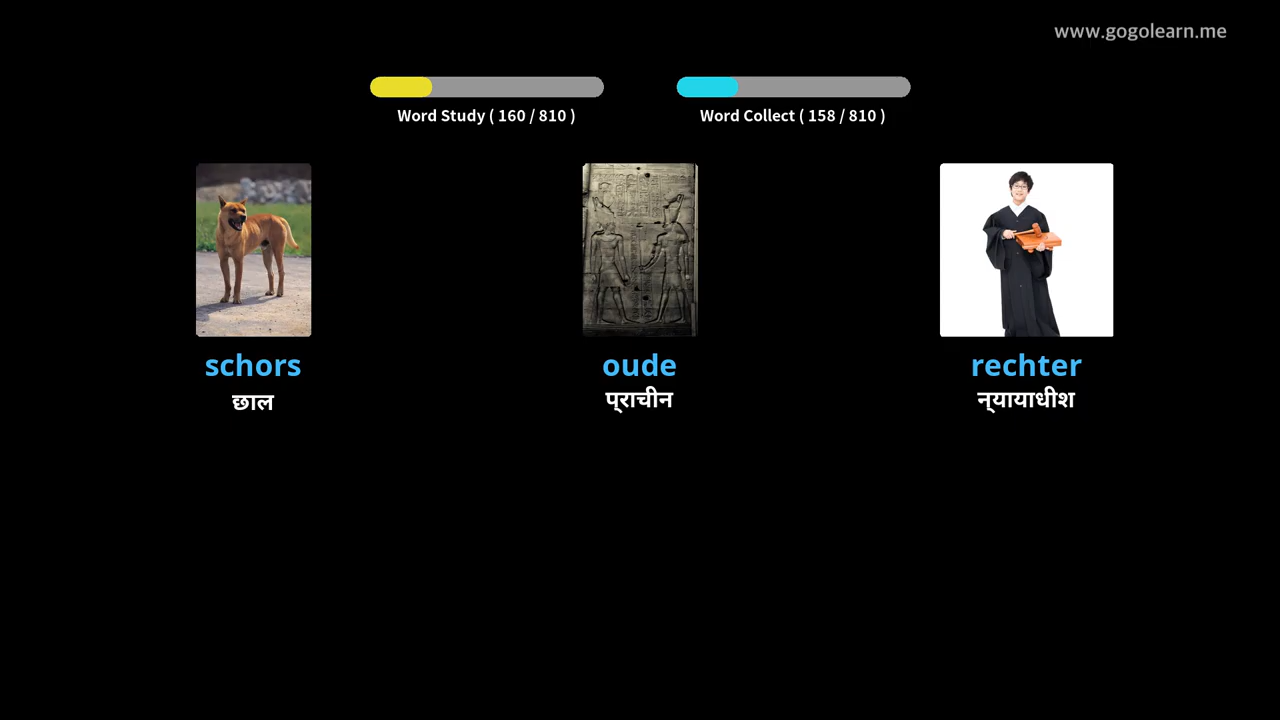 www.gogolearn.me
Word Study ( 160 / 810 )
Word Collect ( 158 / 810 )
schors
छाल
oude
प्राचीन
rechter
न्यायाधीश